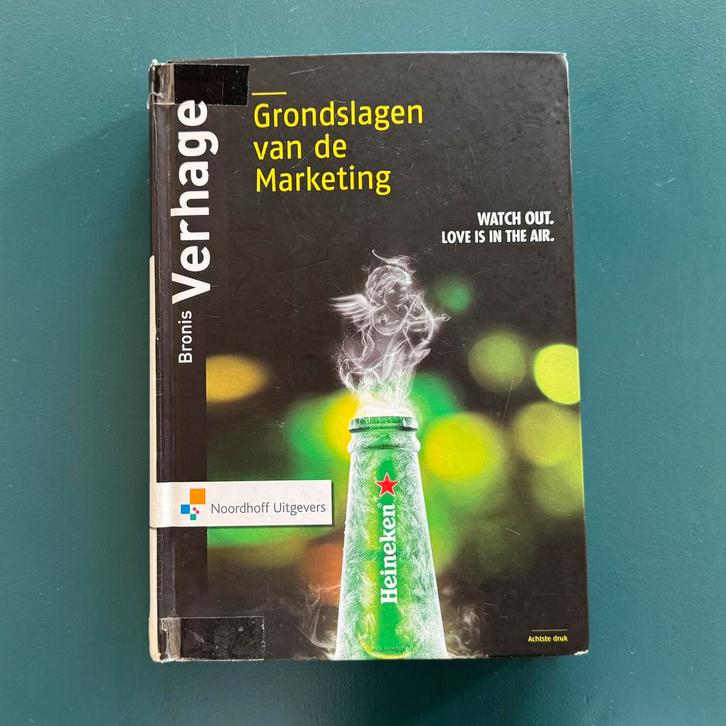 Bronis Verhage
Grondslagen
van de
Marketing
WATCH OUT.
LOVE IS IN THE AIR.
Heineken
Noordhoff Uitgevers
Achtste druk